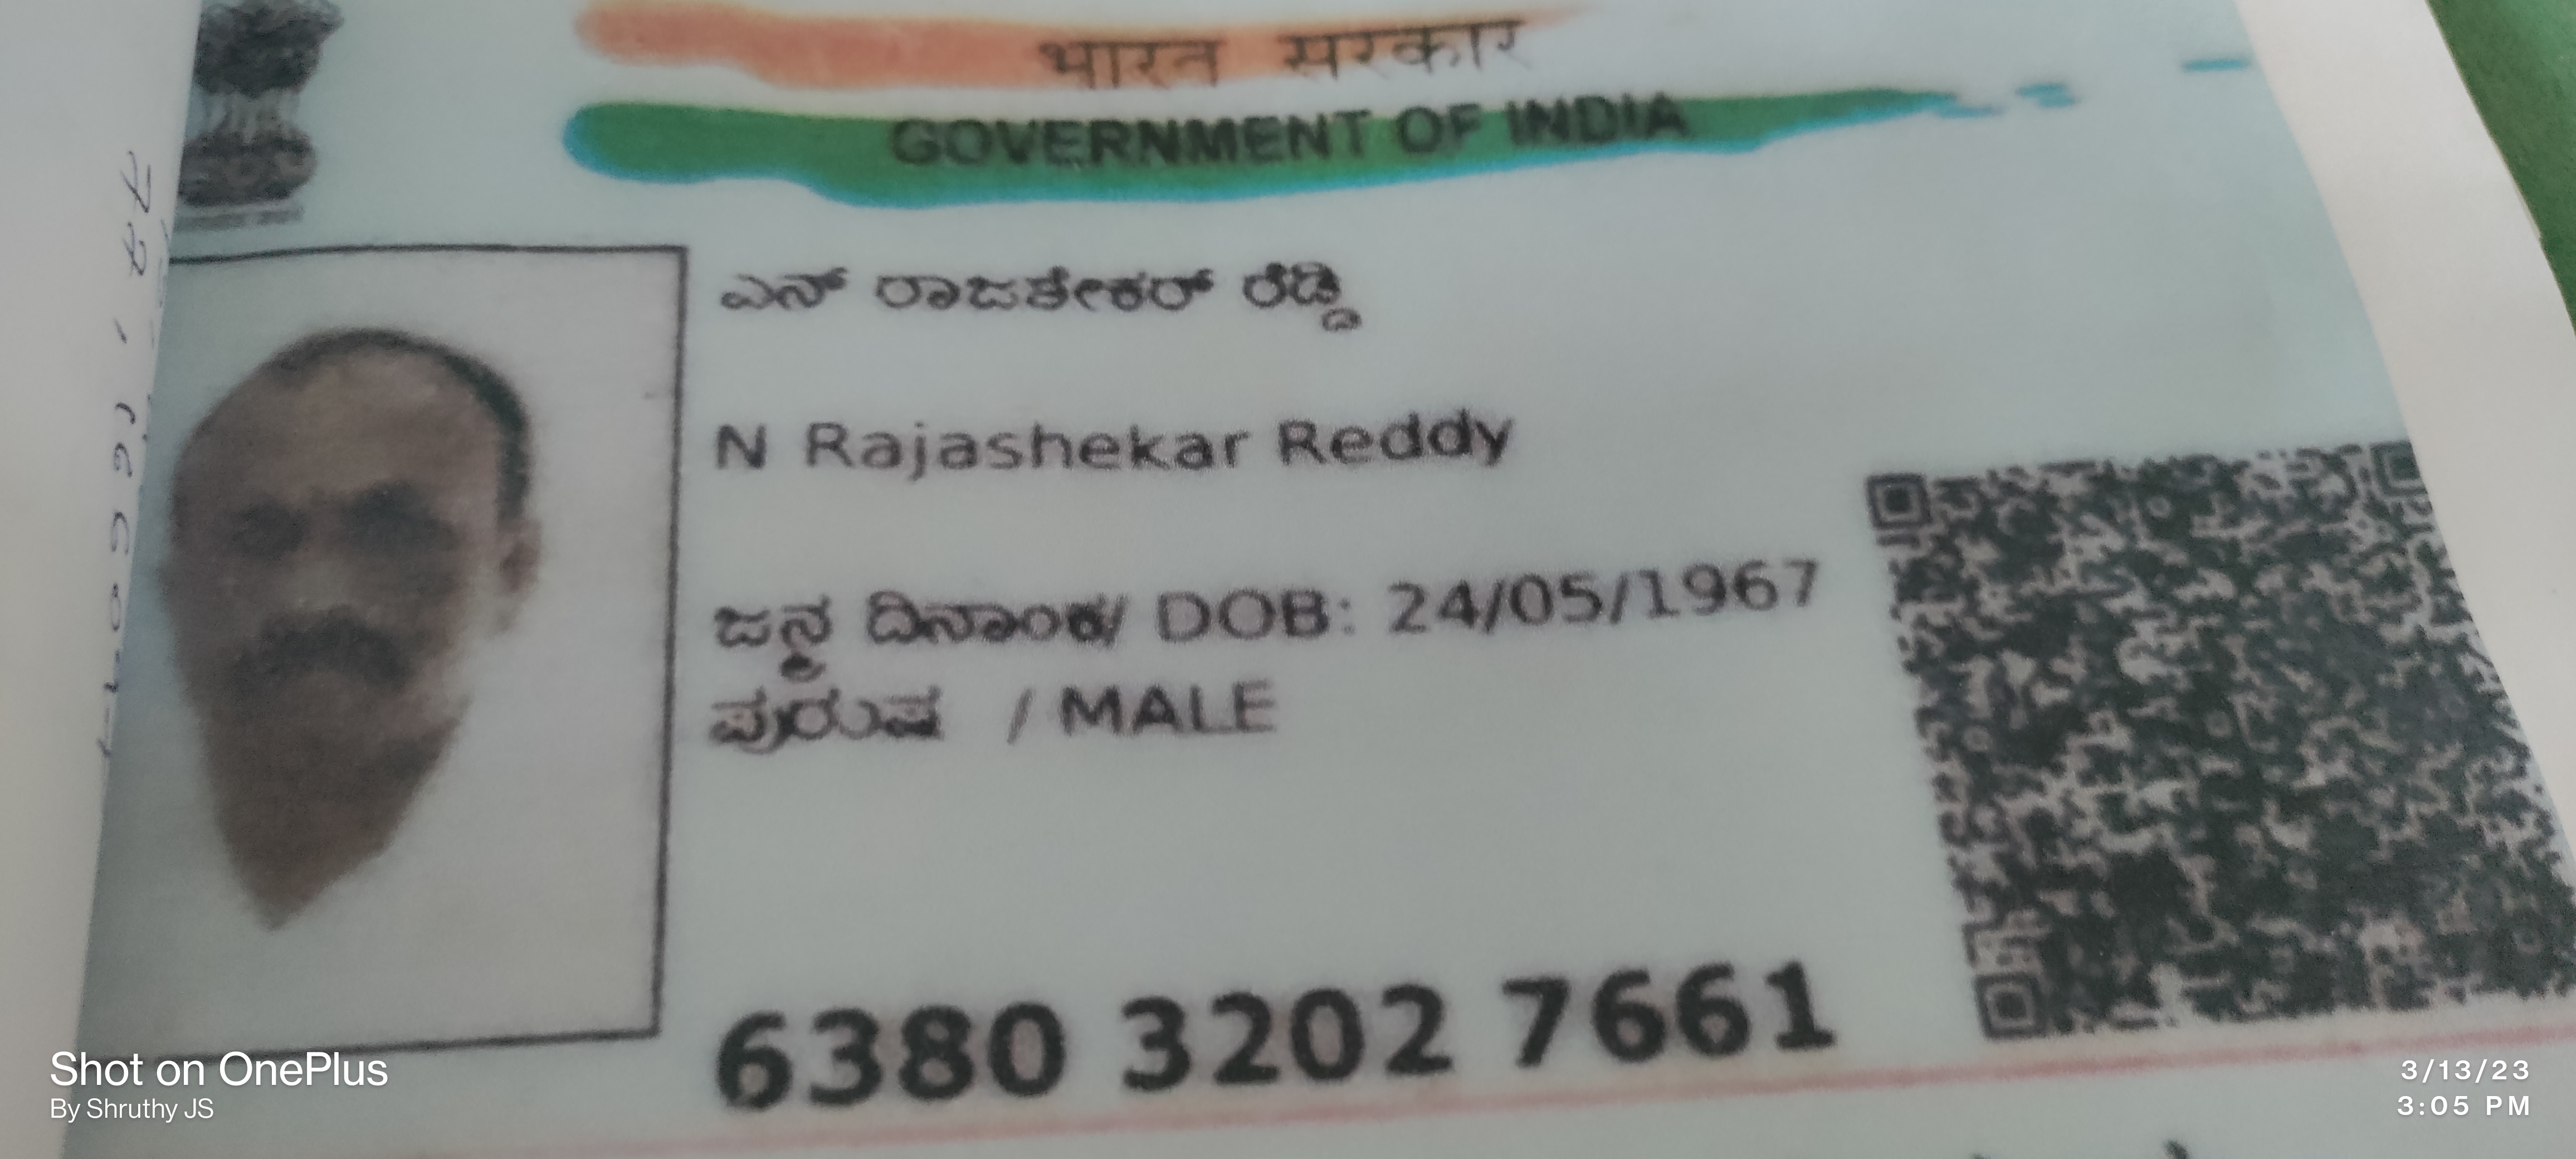 भारत सरकार
GOVERNMENT OF INDIA
ಎನ್ ರಾಜಶೇಕರ್ ರೆಡ್ಡಿ
N Rajashekar Reddy
ಜನ್ಮ ದಿನಾಂಕ/ DOB: 24/05/1967
ಪುರುಷ / MALE
6380 3202 7661
Shot on OnePlus
By Shruthy JS
3/13/23
3:05 PM